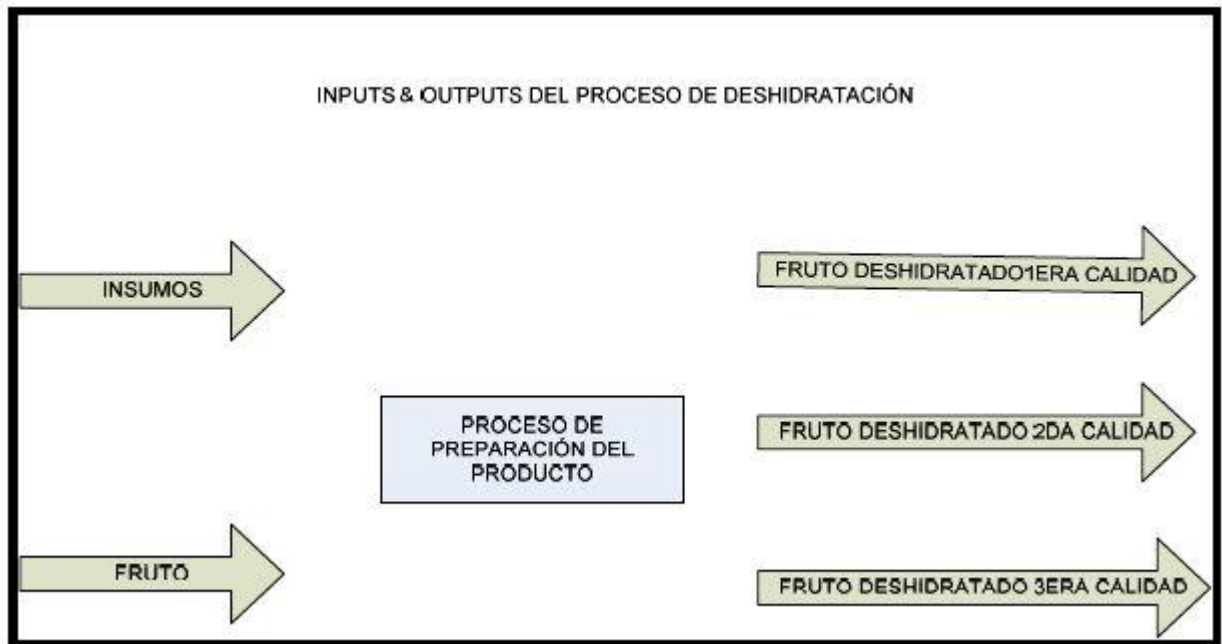 INPUTS & OUTPUTS DEL PROCESO DE DESHIDRATACIÓN
INSUMOS
FRUTO DESHIDRATADO1ERA CALIDAD
PROCESO DE
PREPARACIÓN DEL
PRODUCTO
FRUTO DESHIDRATADO 2DA CALIDAD
FRUTO
FRUTO DESHIDRATADO 3ERA CALIDAD